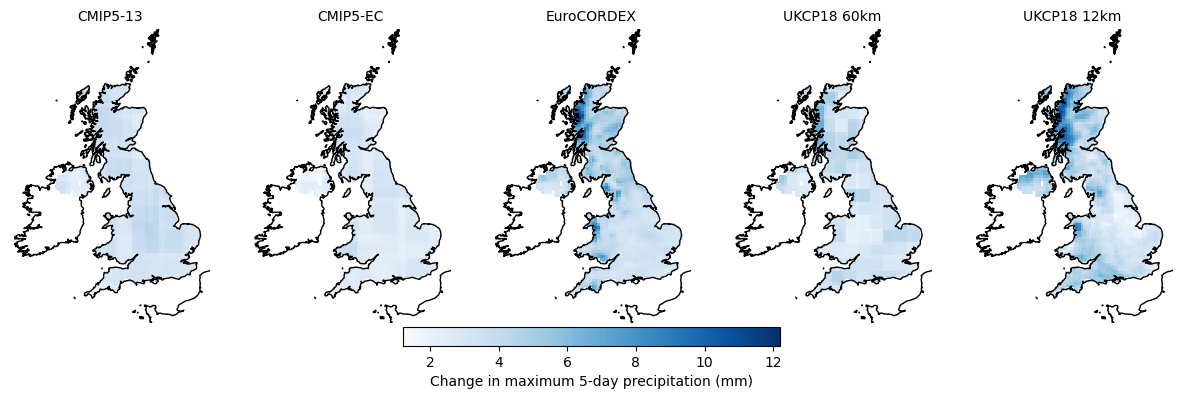 CMIP5-13
CMIP5-EC
EuroCORDEX
UKCP18 60km
UKCP18 12km
2 4 6 8 10 12
Change in maximum 5-day precipitation (mm)